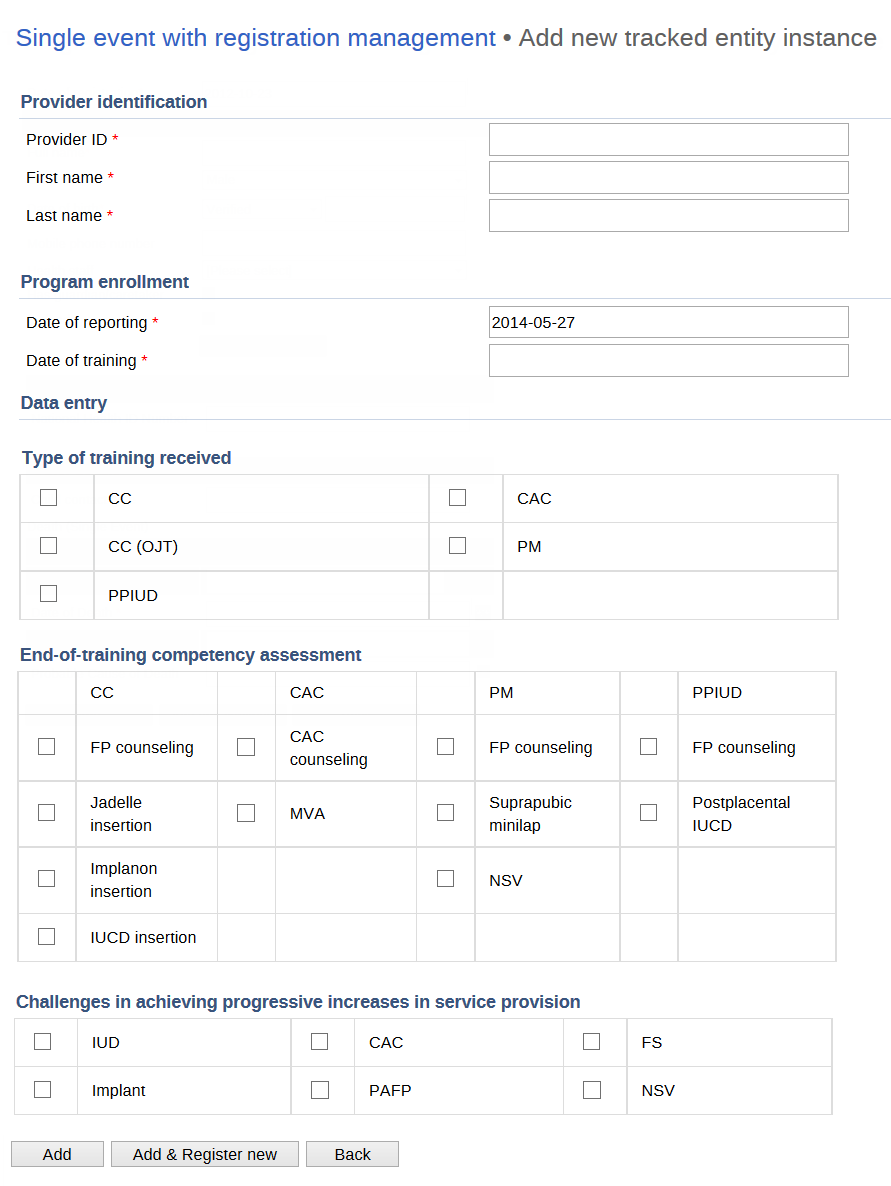 Single event with registration management • Add new tracked entity instance
Provider identification
Provider ID *
First name *
Last name *
Program enrollment
Date of reporting * 2014-05-27
Date of training *
Data entry
Type of training received
CC CAC
CC (OJT) PM
PPIUD
End-of-training competency assessment
CC CAC PM PPIUD
FP counseling CAC counseling FP counseling FP counseling
Jadelle insertion MVA Suprapubic minilap Postplacental IUCD
Implanon insertion NSV
IUCD insertion
Challenges in achieving progressive increases in service provision
IUD CAC FS
Implant PAFP NSV
Add Add & Register new Back